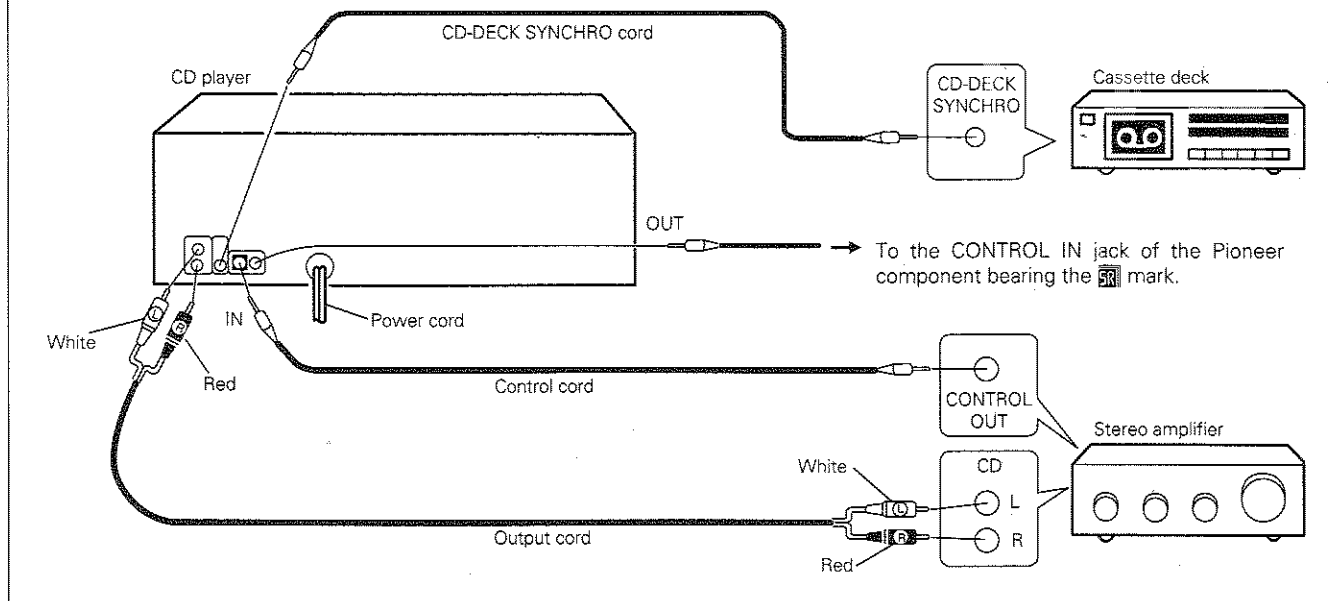 CD-DECK SYNCHRO cord
CD player
CD-DECK
SYNCHRO
Cassette deck
OUT
To the CONTROL IN jack of the Pioneer
component bearing the SR mark.
L
R
White
IN
Power cord
Red
Control cord
CONTROL
OUT
Stereo amplifier
White
CD
L
L
Output cord
R
R
Red